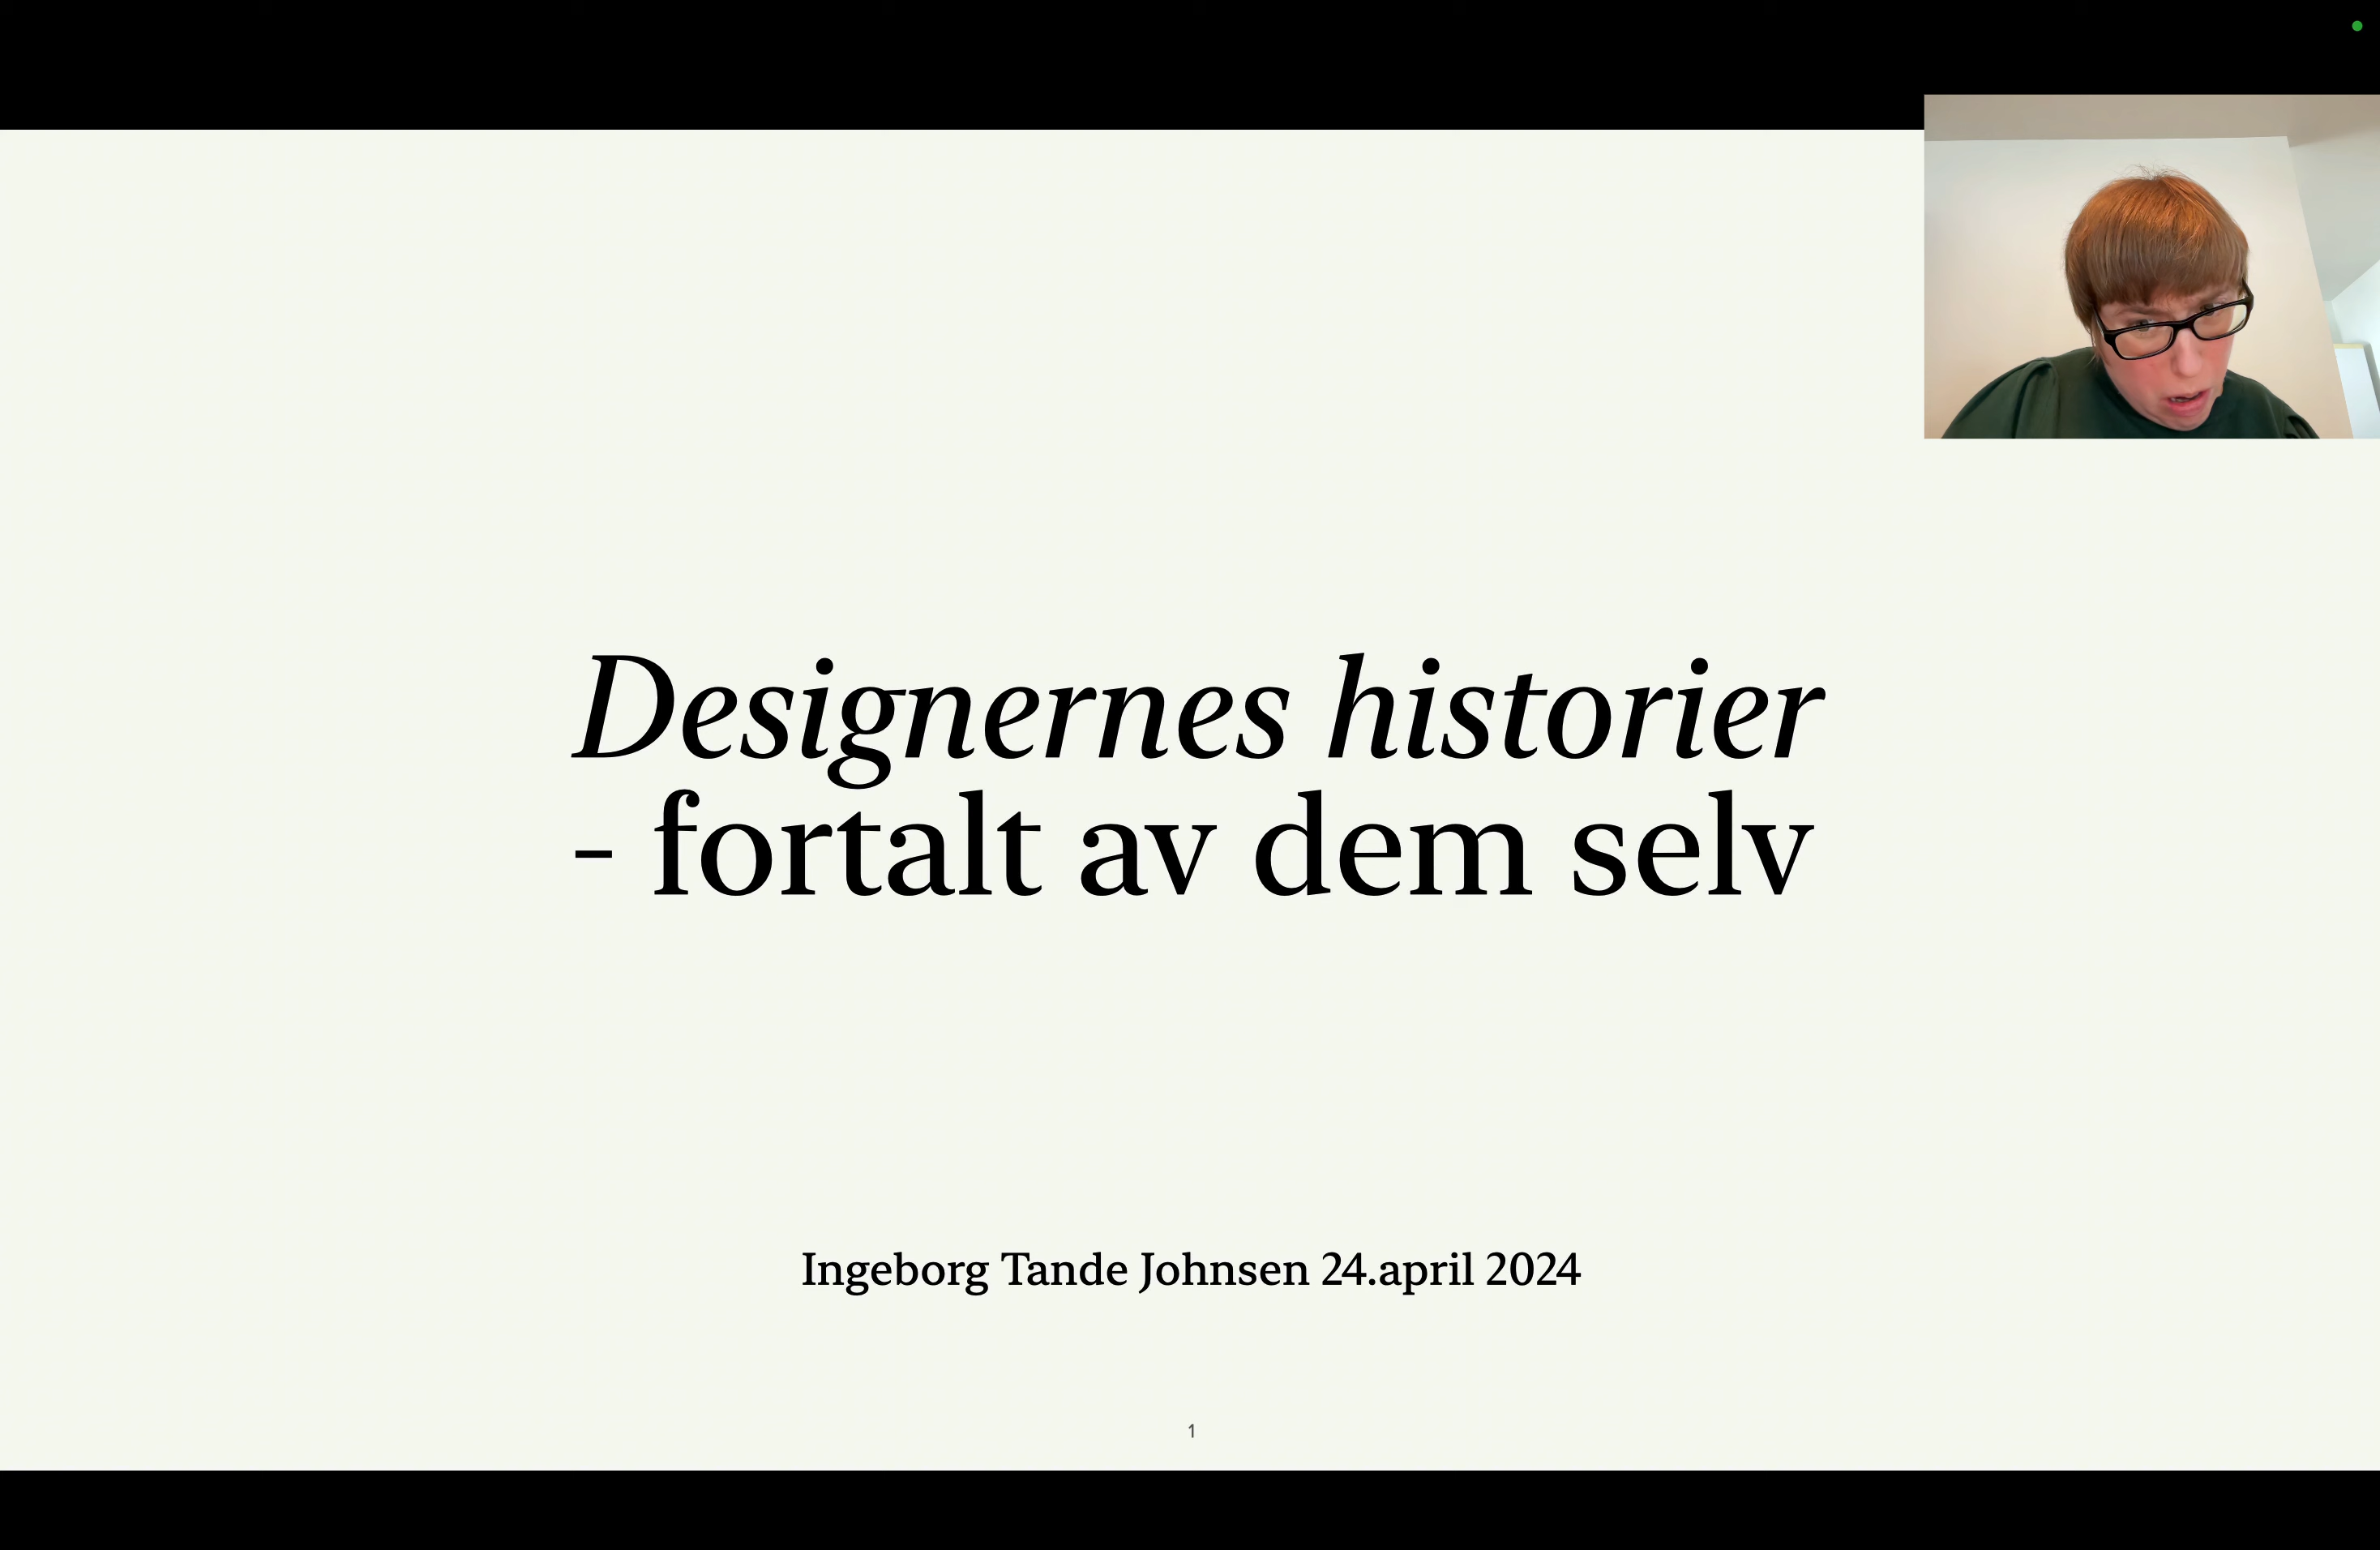 Designernes historier
- fortalt av dem selv
Ingeborg Tande Johnsen 24.april 2024
1